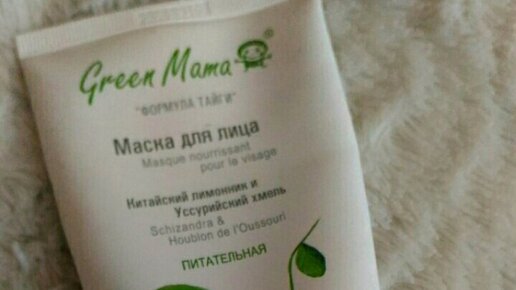 Green Mama®
"ФОРМУЛА ТАЙГИ"
Маска для лица
Masque nourrissant
pour le visage
Китайский лимонник и
Уссурийский хмель
Schizandra &
Houblon de l'Oussouri
ПИТАТЕЛЬНАЯ